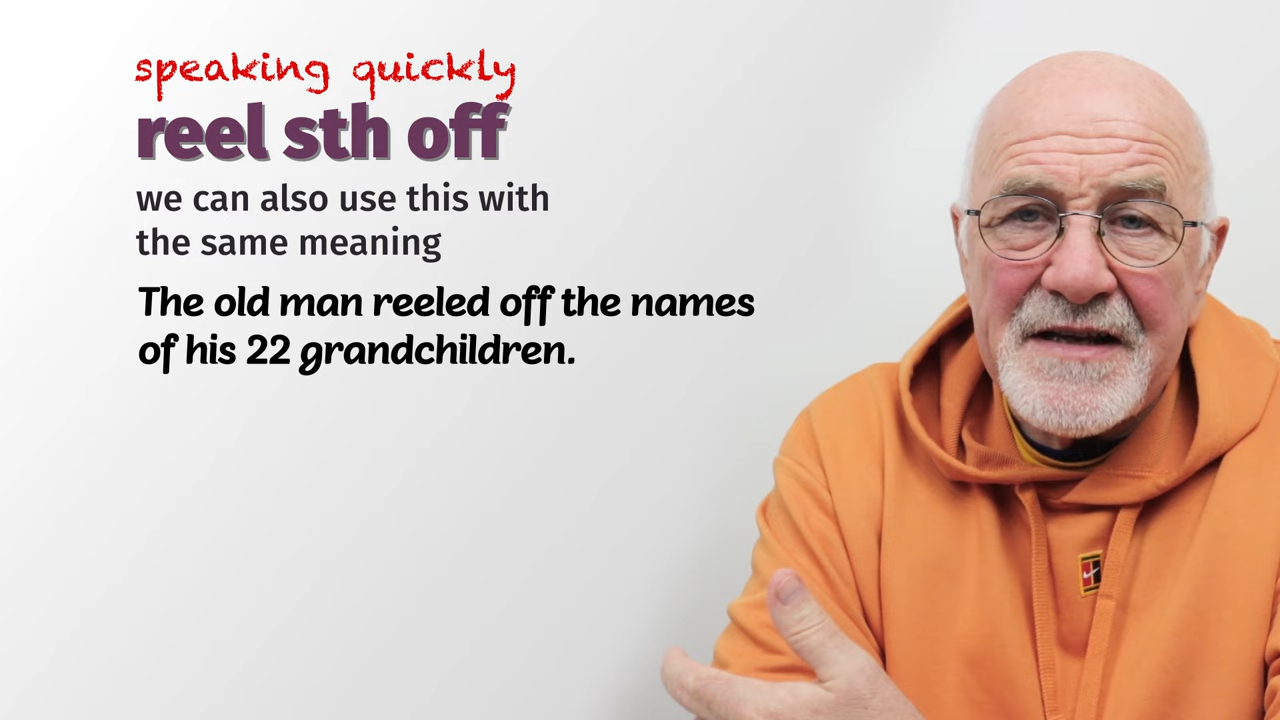 speaking quickly
reel sth off
we can also use this with
the same meaning
The old man reeled off the names
of his 22 grandchildren.